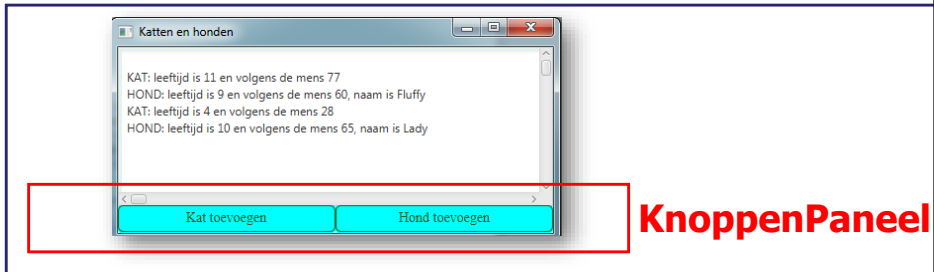 Katten en honden
KAT: leeftijd is 11 en volgens de mens 77
HOND: leeftijd is 9 en volgens de mens 60, naam is Fluffy
KAT: leeftijd is 4 en volgens de mens 28
HOND: leeftijd is 10 en volgens de mens 65, naam is Lady
Kat toevoegen Hond toevoegen
KnoppenPaneel